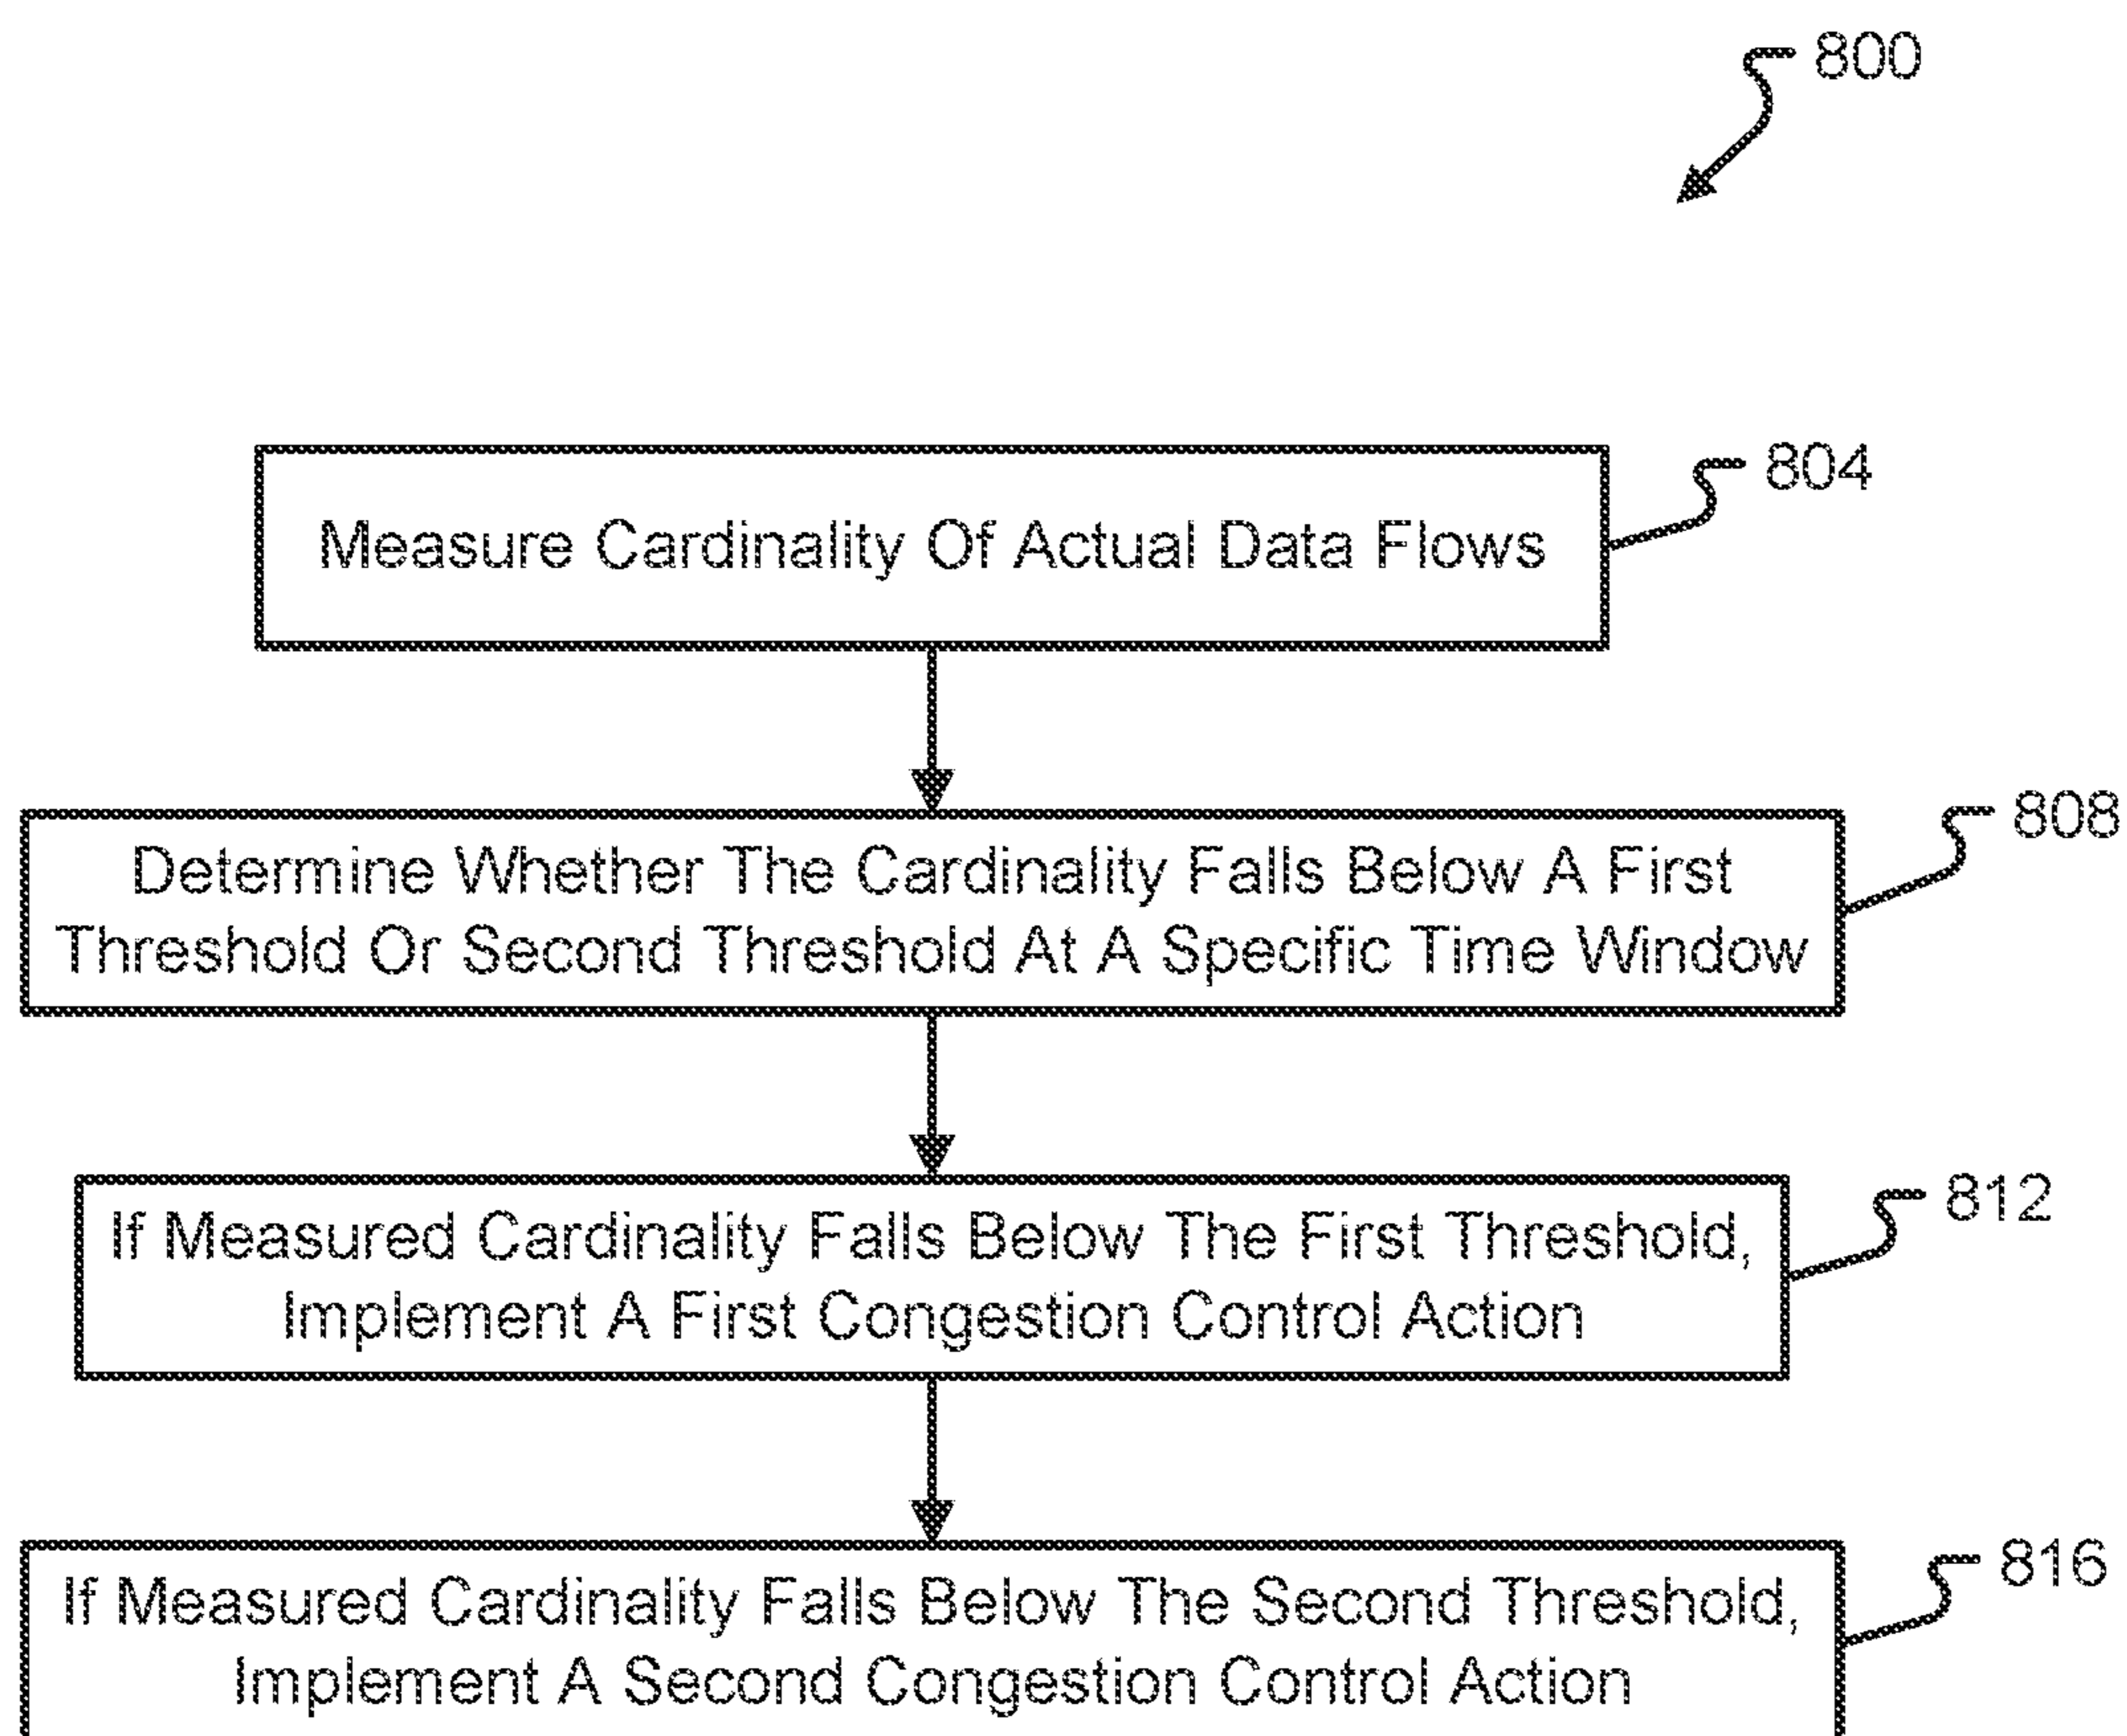 800
804
Measure Cardinality Of Actual Data Flows
808
Determine Whether The Cardinality Falls Below A First
Threshold Or Second Threshold At A Specific Time Window
812
If Measured Cardinality Falls Below The First Threshold,
Implement A First Congestion Control Action
816
If Measured Cardinality Falls Below The Second Threshold,
Implement A Second Congestion Control Action